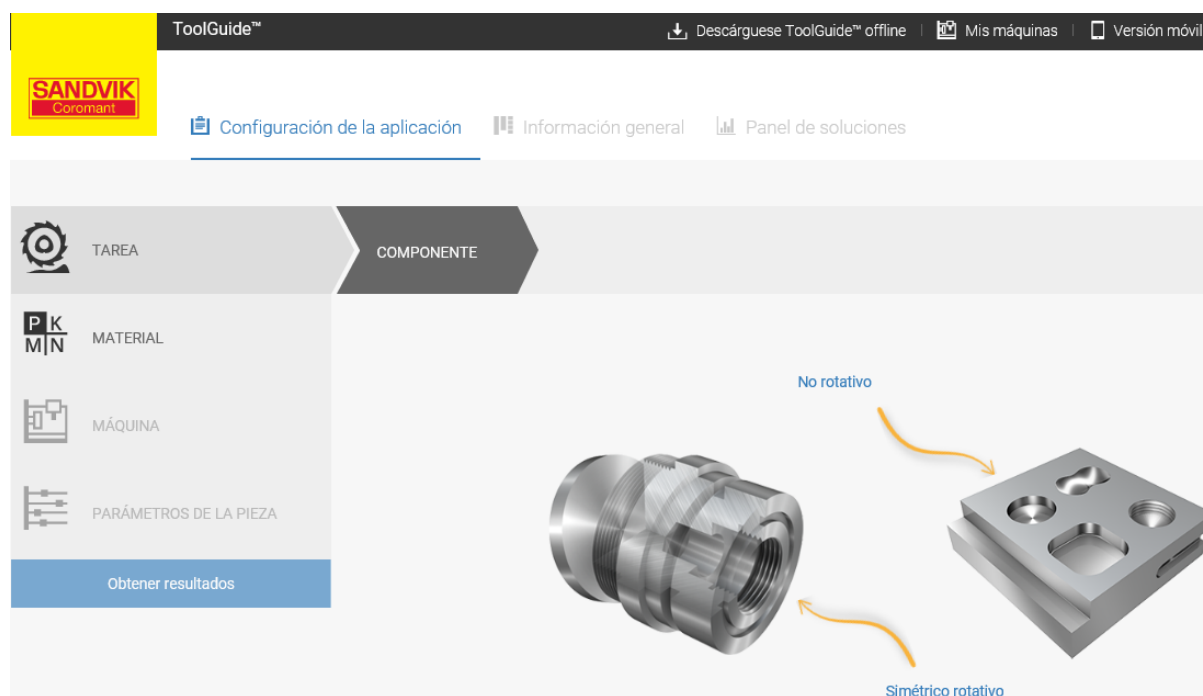 ToolGuide™
Descárguese ToolGuide™ offline
Mis máquinas
Versión móvil
SANDVIK
Coromant
Configuración de la aplicación
Información general
Panel de soluciones
TAREA
COMPONENTE
P K
M N
MATERIAL
MÁQUINA
PARÁMETROS DE LA PIEZA
Obtener resultados
No rotativo
Simétrico rotativo